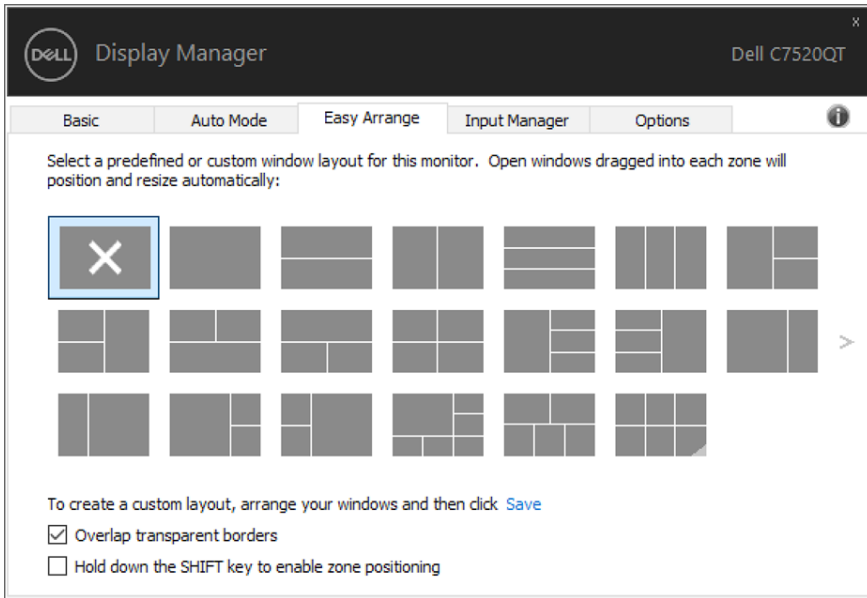 DELL Display Manager
Dell C7520QT
Basic
Auto Mode
Easy Arrange
Input Manager
Options
Select a predefined or custom window layout for this monitor. Open windows dragged into each zone will
position and resize automatically:
To create a custom layout, arrange your windows and then click Save
Overlap transparent borders
Hold down the SHIFT key to enable zone positioning